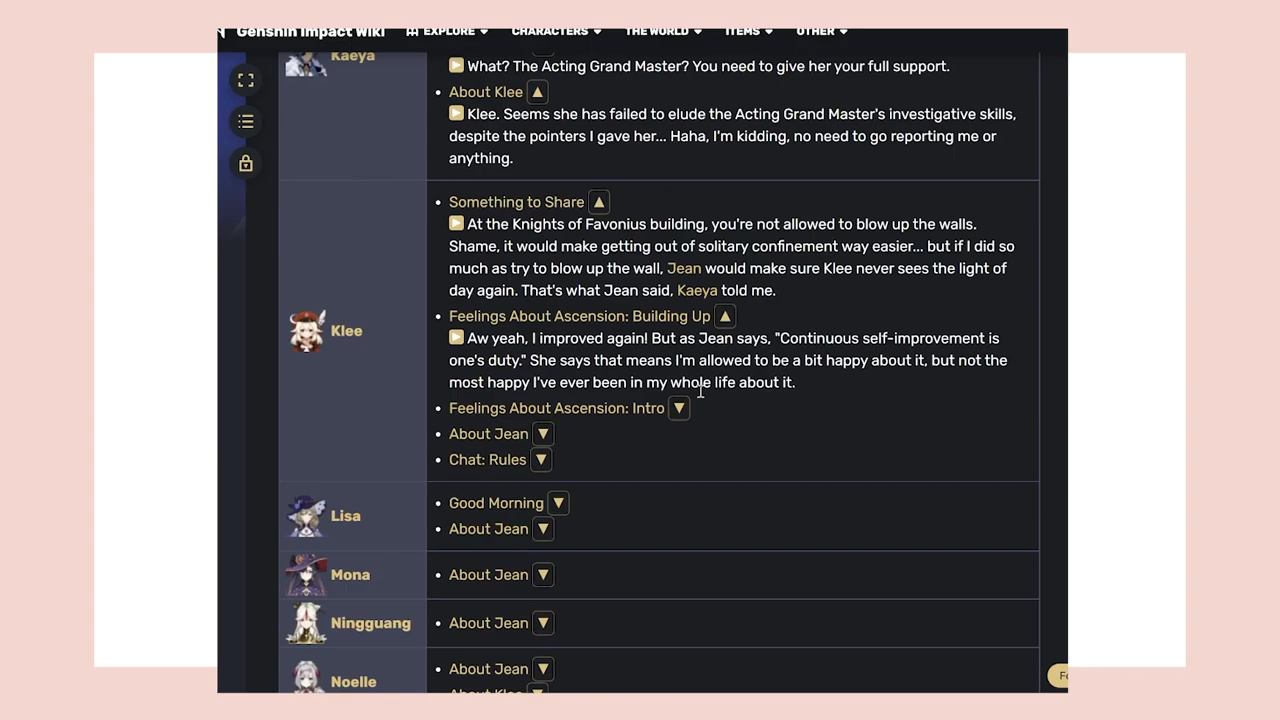 Genshin Impact Wiki EXPLORE CHARACTERS THE WORLD ITEMS OTHER
Kaeya
What? The Acting Grand Master? You need to give her your full support.
About Klee
Klee. Seems she has failed to elude the Acting Grand Master's investigative skills,
despite the pointers I gave her... Haha, I'm kidding, no need to go reporting me or
anything.
Klee
Something to Share
At the Knights of Favonius building, you're not allowed to blow up the walls.
Shame, it would make getting out of solitary confinement way easier... but if I did so
much as try to blow up the wall, Jean would make sure Klee never sees the light of
day again. That's what Jean said, Kaeya told me.
Feelings About Ascension: Building Up
Aw yeah, I improved again! But as Jean says, "Continuous self-improvement is
one's duty." She says that means I'm allowed to be a bit happy about it, but not the
most happy I've ever been in my whole life about it.
Feelings About Ascension: Intro
About Jean
Chat: Rules
Lisa
Good Morning
About Jean
Mona
About Jean
Ningguang
About Jean
Noelle
About Jean
About Klee